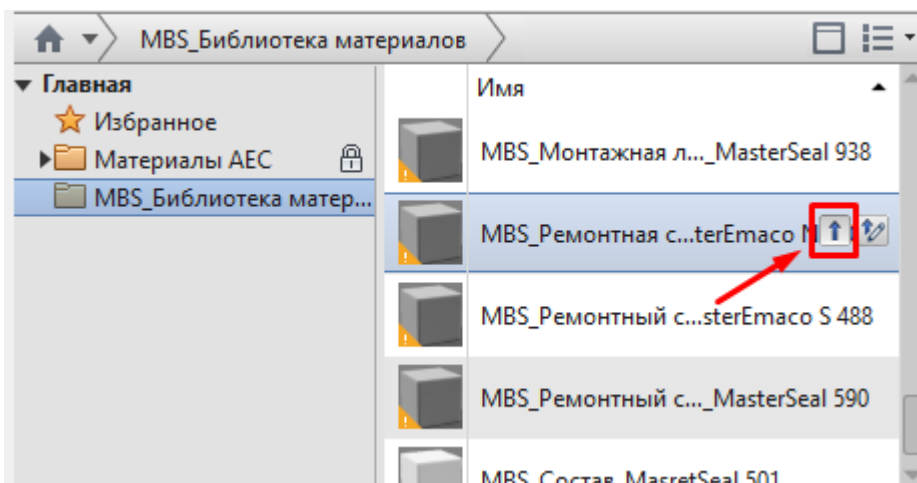 MBS_Библиотека материалов
Главная
Избранное
Материалы AEC
MBS_Библиотека матер...
Имя
MBS_Монтажная л..._MasterSeal 938
MBS_Ремонтная с...terEmaco N
MBS_Ремонтный с...sterEmaco S 488
MBS_Ремонтный с..._MasterSeal 590
MBS_Состав_MasretSeal 501